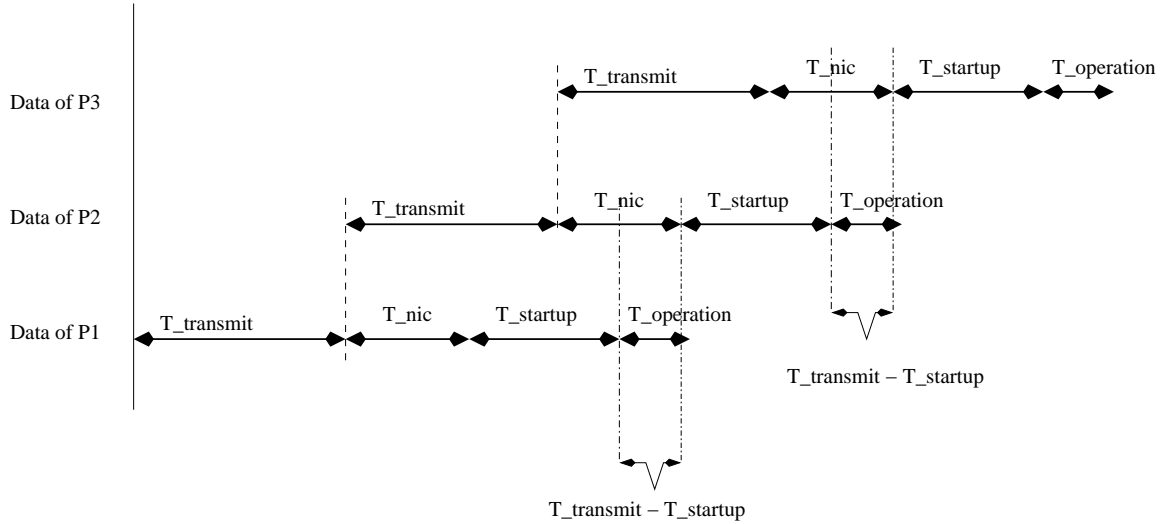 T_transmit T_nic T_startup T_operation
Data of P3
T_transmit T_nic T_startup T_operation
Data of P2
T_transmit T_nic T_startup T_operation
Data of P1
T_transmit – T_startup
T_transmit – T_startup